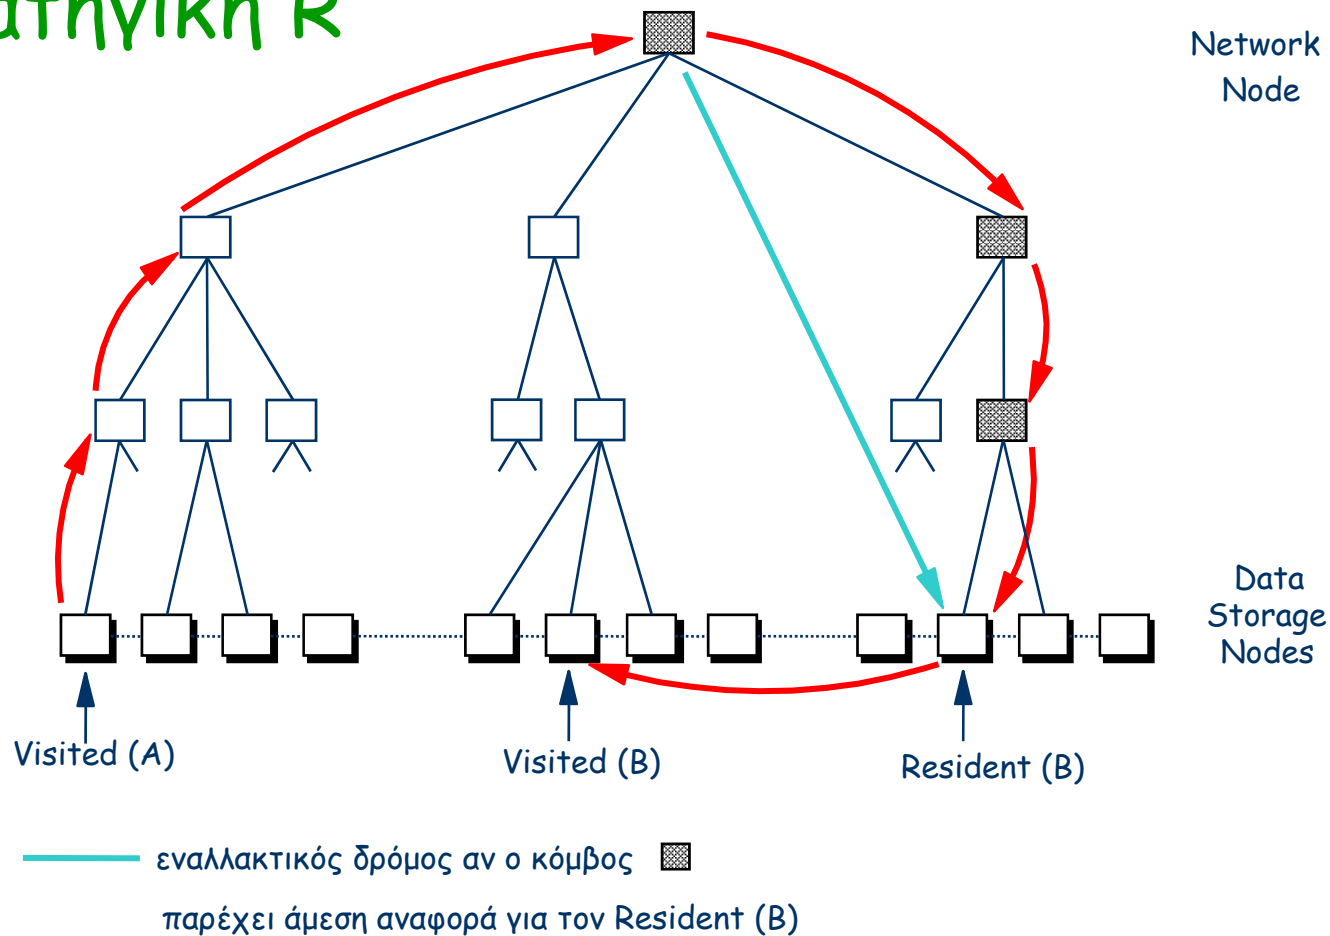 Network
Node
Data
Storage
Nodes
Visited (A)
Visited (B)
Resident (B)
εναλλακτικός δρόμος αν ο κόμβος
παρέχει άμεση αναφορά για τον Resident (B)